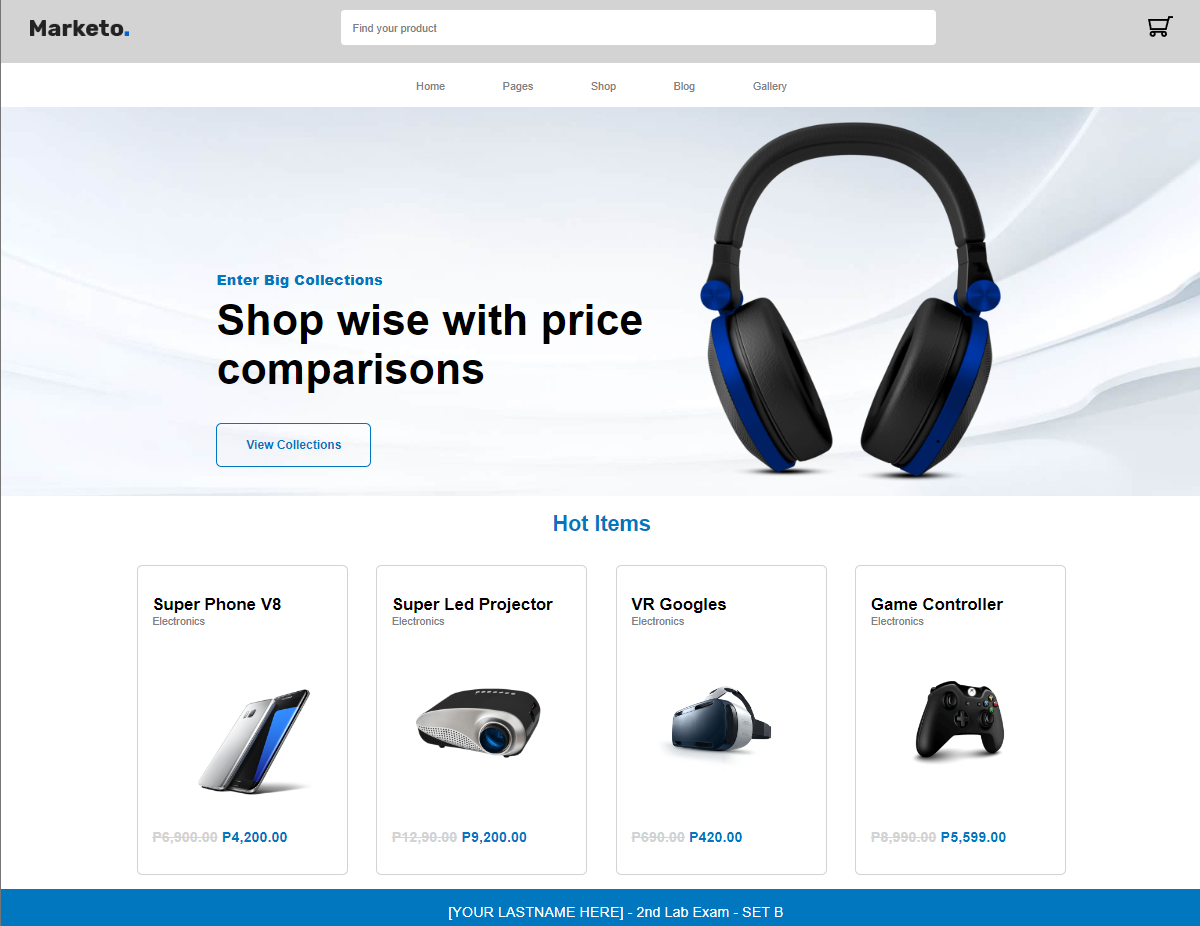 Marketo.
Find your product
Home Pages Shop Blog Gallery
Enter Big Collections
Shop wise with price
comparisons
View Collections
Hot Items
Super Phone V8
Electronics
P6,900.00 P4,200.00
Super Led Projector
Electronics
P12,90.00 P9,200.00
VR Googles
Electronics
P690.00 P420.00
Game Controller
Electronics
P8,990.00 P5,599.00
[YOUR LASTNAME HERE] - 2nd Lab Exam - SET B